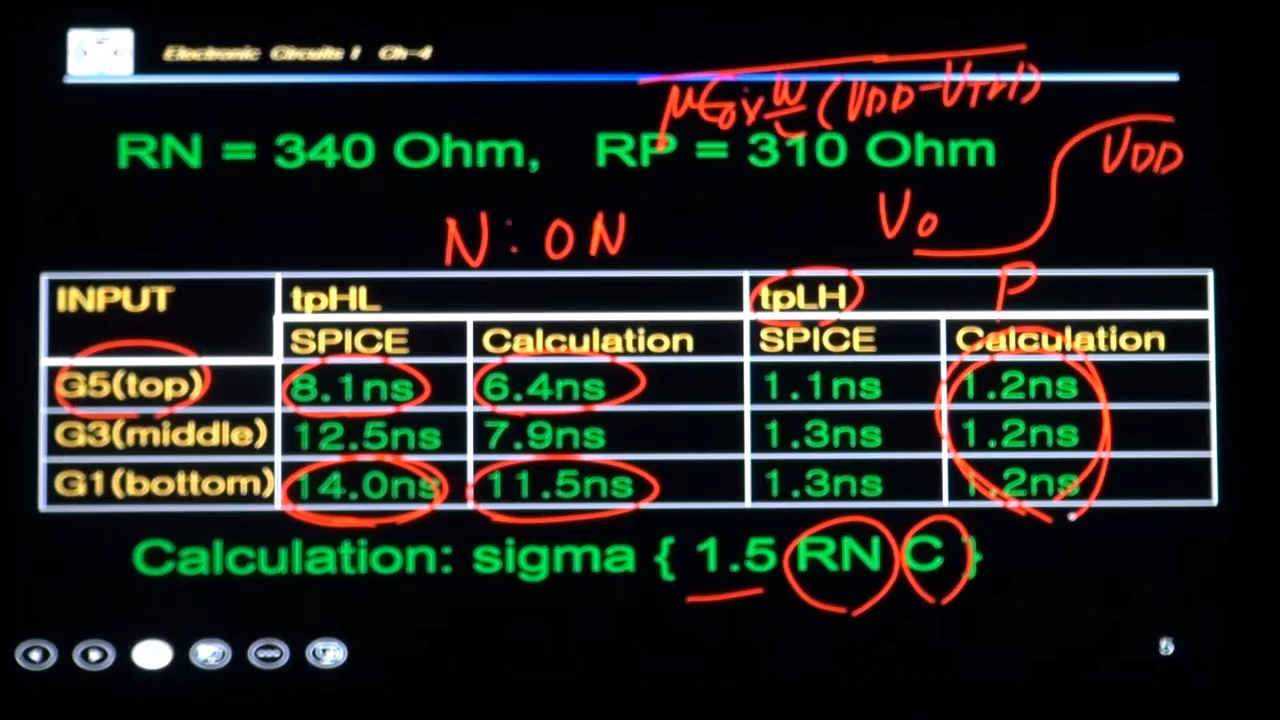 Electronic Circuits I Ch-4
W
(VDD-VTH)
L
RN = 340 Ohm, RP = 310 Ohm
VDD
N: ON
Vo
P
INPUT tpHL tpLH
SPICE Calculation SPICE Calculation
G5(top) 8.1ns 6.4ns 1.1ns 1.2ns
G3(middle) 12.5ns 7.9ns 1.3ns 1.2ns
G1(bottom) 14.0ns 11.5ns 1.3ns 1.2ns
Calculation: sigma { 1.5 RN C }
5